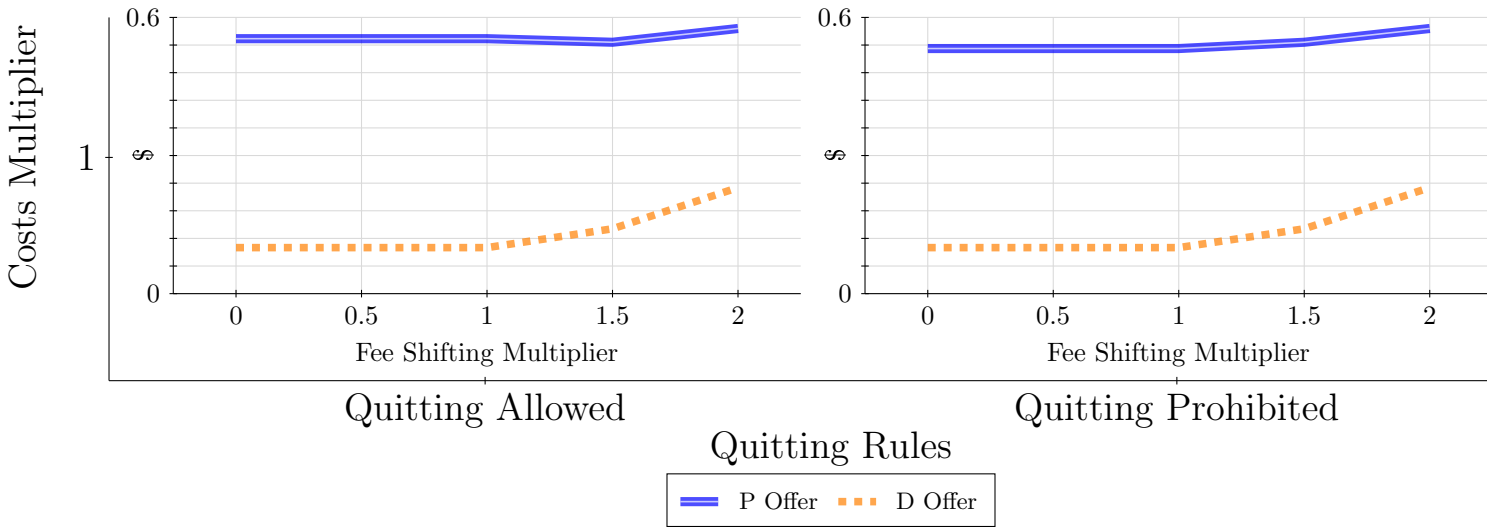 Costs Multiplier
1
0.6
$
0
0 0.5 1 1.5 2
Fee Shifting Multiplier
Quitting Allowed
0.6
$
0
0 0.5 1 1.5 2
Fee Shifting Multiplier
Quitting Prohibited
Quitting Rules
P Offer D Offer